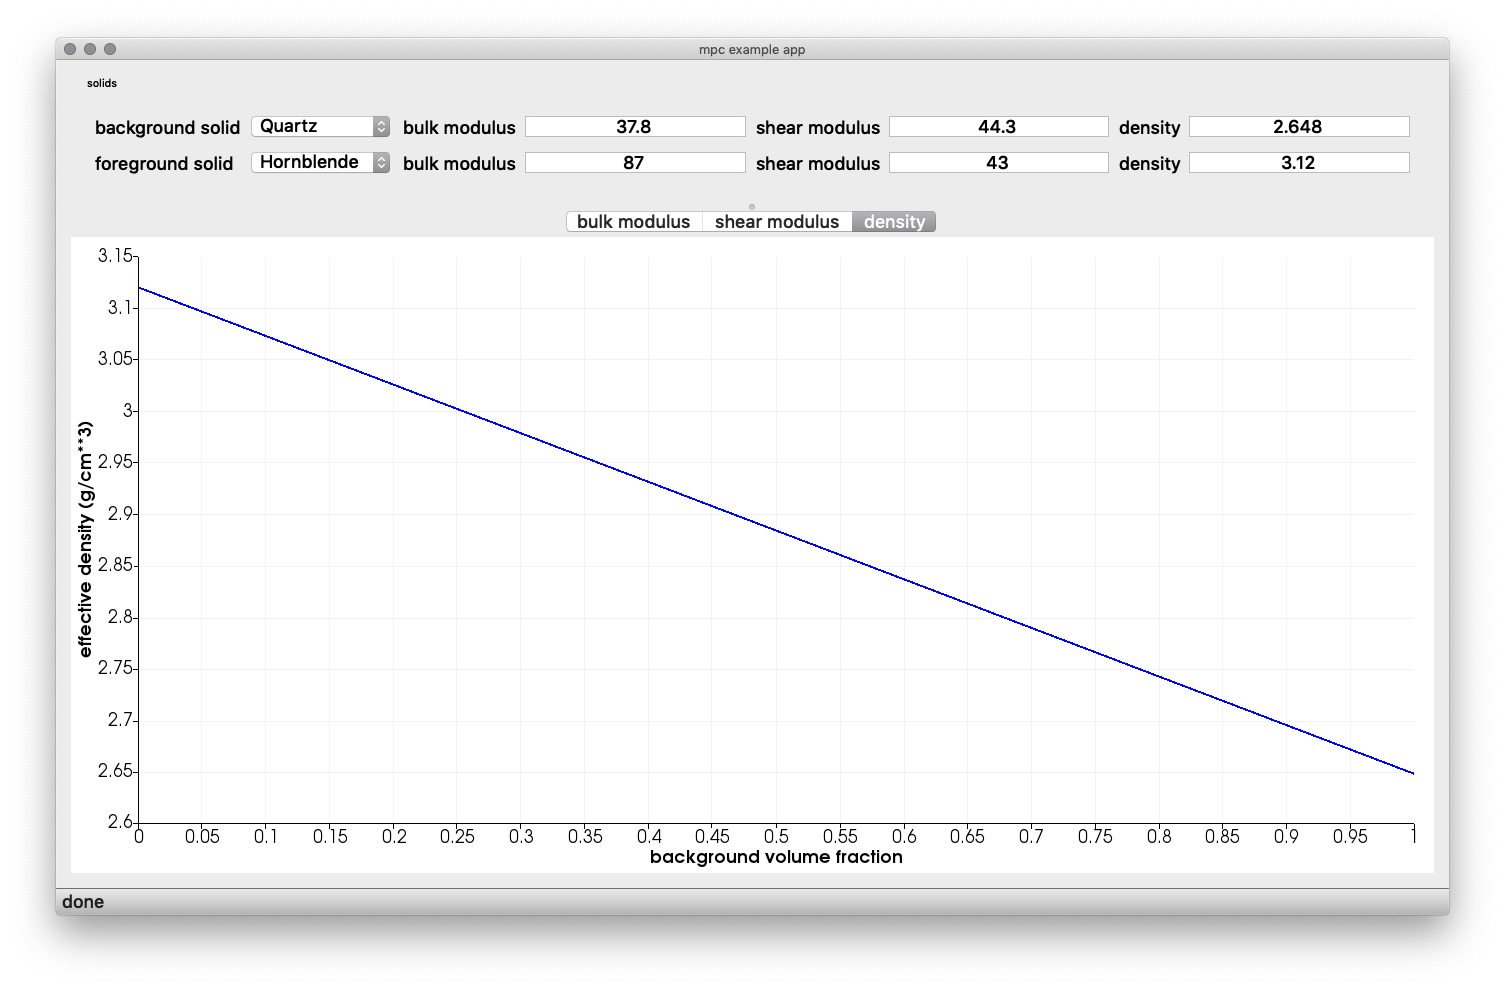 mpc example app
solids
background solid Quartz bulk modulus 37.8 shear modulus 44.3 density 2.648
foreground solid Hornblende bulk modulus 87 shear modulus 43 density 3.12
bulk modulus shear modulus density
3.15
3.1
3.05
3
2.95
2.9
2.85
2.8
2.75
2.7
2.65
2.6
effective density (g/cm**3)
0 0.05 0.1 0.15 0.2 0.25 0.3 0.35 0.4 0.45 0.5 0.55 0.6 0.65 0.7 0.75 0.8 0.85 0.9 0.95 1
background volume fraction
done